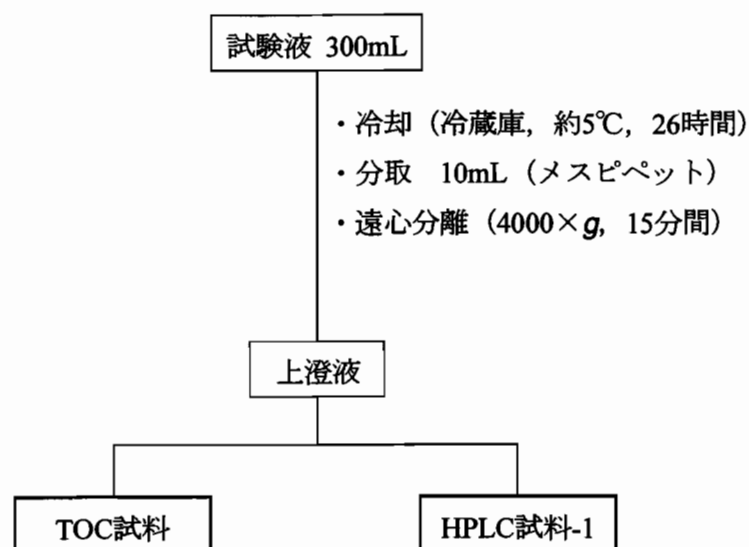 試験液 300mL
・冷却（冷蔵庫，約5℃，26時間）
・分取　10mL（メスピペット）
・遠心分離（4000×g，15分間）
上澄液
TOC試料
HPLC試料-1